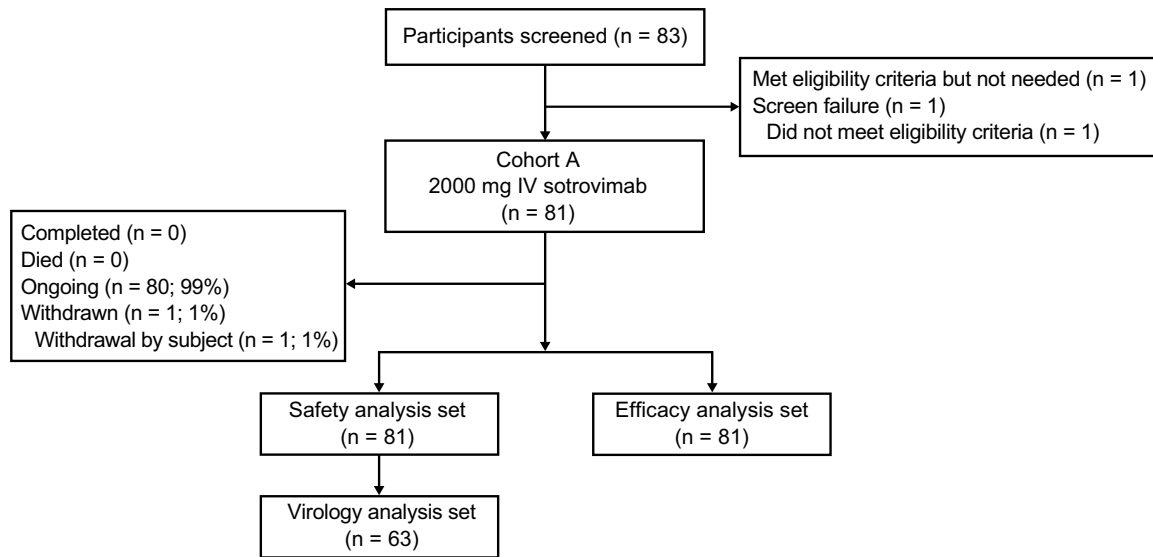 Participants screened (n = 83)
Met eligibility criteria but not needed (n = 1)
Screen failure (n = 1)
Did not meet eligibility criteria (n = 1)
Cohort A
2000 mg IV sotrovimab
(n = 81)
Completed (n = 0)
Died (n = 0)
Ongoing (n = 80; 99%)
Withdrawn (n = 1; 1%)
Withdrawal by subject (n = 1; 1%)
Safety analysis set
(n = 81)
Efficacy analysis set
(n = 81)
Virology analysis set
(n = 63)